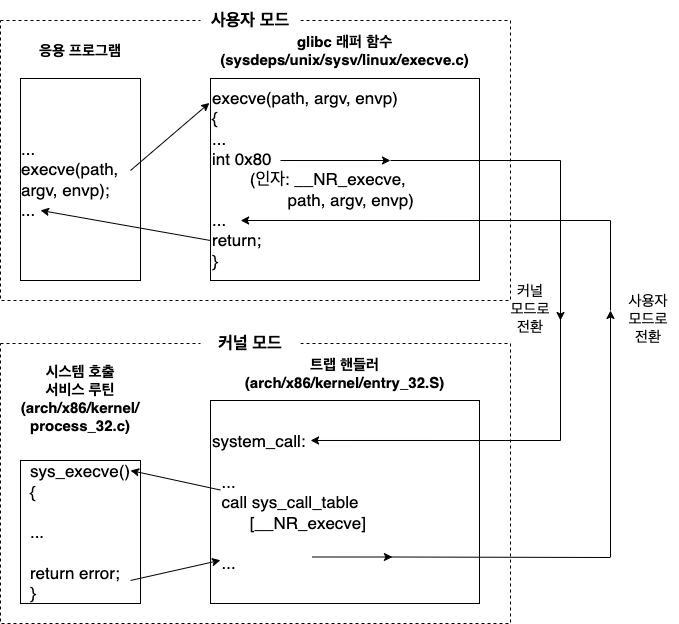 사용자 모드
응용 프로그램
glibc 래퍼 함수
(sysdeps/unix/sysv/linux/execve.c)
...
execve(path,
argv, envp);
...
execve(path, argv, envp)
{
...
int 0x80
(인자: __NR_execve,
path, argv, envp)
...
return;
}
커널
모드로
전환
사용자
모드로
전환
커널 모드
시스템 호출
서비스 루틴
(arch/x86/kernel/
process_32.c)
트랩 핸들러
(arch/x86/kernel/entry_32.S)
sys_execve()
{
...
return error;
}
system_call:
...
call sys_call_table
[__NR_execve]
...